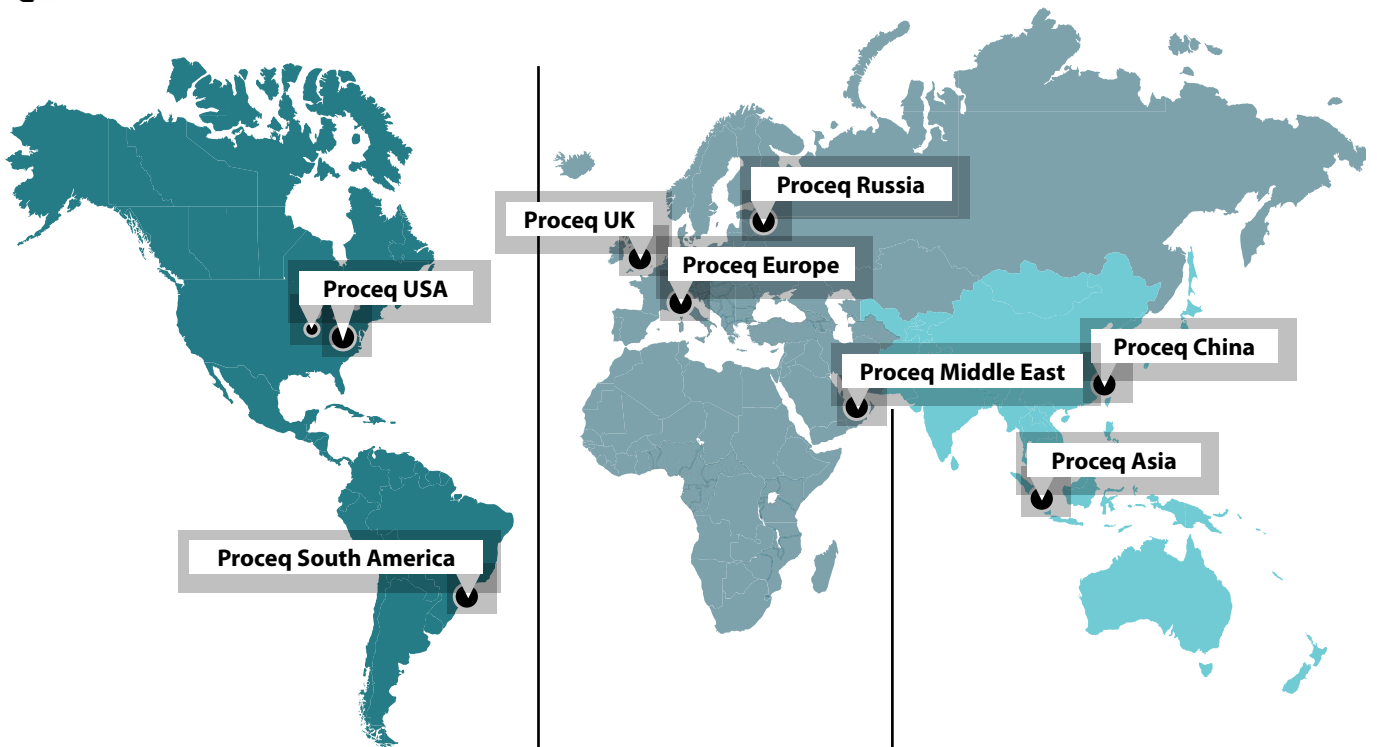 Proceq Russia
Proceq UK
Proceq Europe
Proceq USA
Proceq China
Proceq Middle East
Proceq Asia
Proceq South America